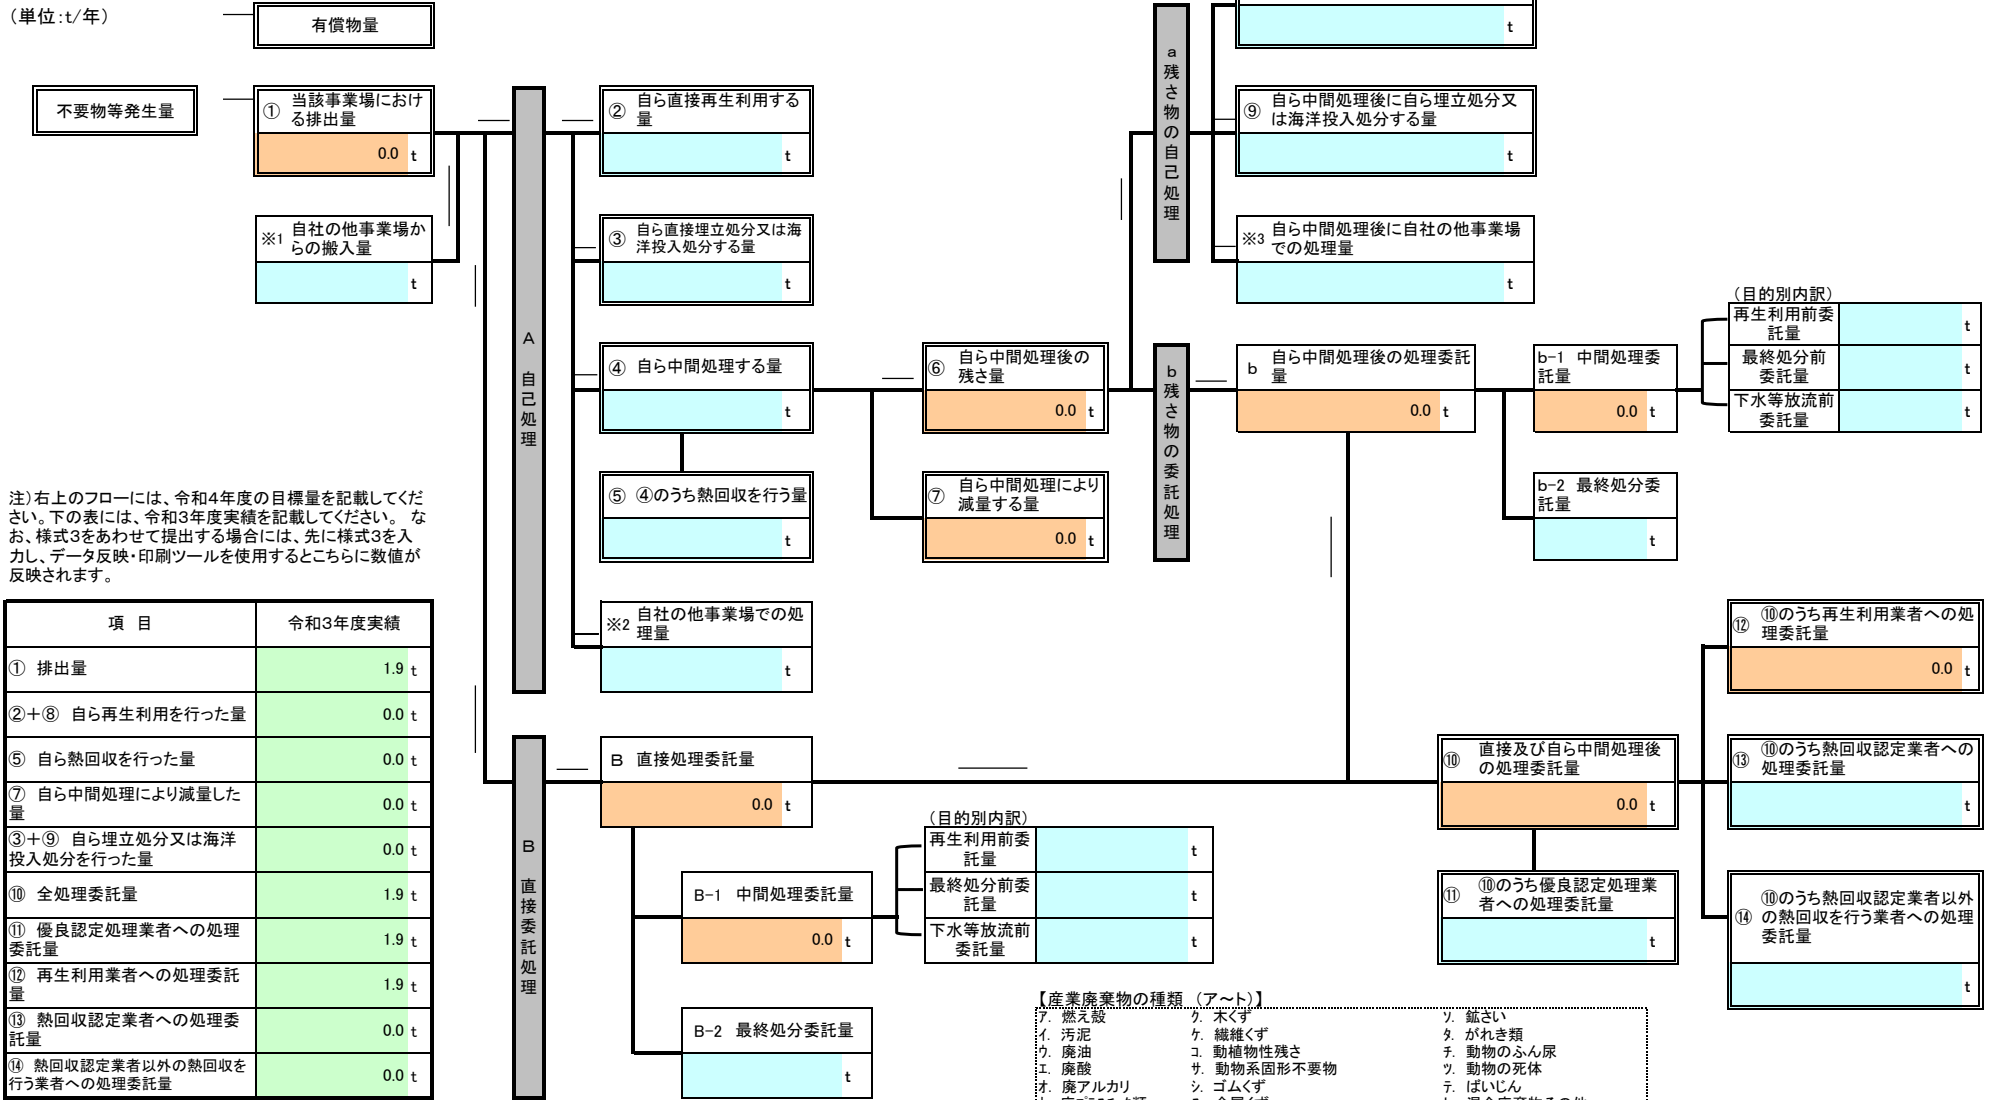 （単位:t/年）
有償物量
t
不要物等発生量
① 当該事業場におけ
る排出量
0.0 t
② 自ら直接再生利用する
量
t
⑨ 自ら中間処理後に自ら埋立処分又
は海洋投入処分する量
t
a 残さ物の自己処理
※1 自社の他事業場か
らの搬入量
t
③ 自ら直接埋立処分又は海
洋投入処分する量
t
※3 自ら中間処理後に自社の他事業場
での処理量
t
A 自己処理
④ 自ら中間処理する量
t
⑥ 自ら中間処理後の
残さ量
0.0 t
b 残さ物の委託処理
b 自ら中間処理後の処理委託
量
0.0 t
b-1 中間処理委
託量
0.0 t
（目的別内訳）
再生利用前委
託量
t
最終処分前
委託量
t
下水等放流前
委託量
t
⑤ ④のうち熱回収を行う量
t
⑦ 自ら中間処理により
減量する量
0.0 t
b-2 最終処分委
託量
t
注）右上のフローには、令和4年度の目標量を記載してくだ
さい。下の表には、令和3年度実績を記載してください。 な
お、様式3をあわせて提出する場合には、先に様式3を入
力し、データ反映・印刷ツールを使用するとこちらに数値が
反映されます。
※2 自社の他事業場での処
理量
t
項 目 令和3年度実績
① 排出量 1.9 t
②＋⑧ 自ら再生利用を行った量 0.0 t
⑤ 自ら熱回収を行った量 0.0 t
⑦ 自ら中間処理により減量した
量 0.0 t
③＋⑨ 自ら埋立処分又は海洋
投入処分を行った量 0.0 t
⑩ 全処理委託量 1.9 t
⑪ 優良認定処理業者への処理
委託量 1.9 t
⑫ 再生利用業者への処理委託
量 1.9 t
⑬ 熱回収認定業者への処理委
託量 0.0 t
⑭ 熱回収認定業者以外の熱回収を
行う業者への処理委託量 0.0 t
B 直接委託処理
B 直接処理委託量
0.0 t
B-1 中間処理委託量
0.0 t
（目的別内訳）
再生利用前委
託量
t
最終処分前委
託量
t
下水等放流前
委託量
t
B-2 最終処分委託量
t
⑩ 直接及び自ら中間処理後
の処理委託量
0.0 t
⑪ ⑩のうち優良認定処理業
者への処理委託量
t
⑫ ⑩のうち再生利用業者への処
理委託量
0.0 t
⑬ ⑩のうち熱回収認定業者への
処理委託量
t
⑭ ⑩のうち熱回収認定業者以外
の熱回収を行う業者への処理
委託量
t
【産業廃棄物の種類 （ア～ト）】
ア. 燃え殻 ク. 木くず ソ. 鉱さい
イ. 汚泥 ケ. 繊維くず タ. がれき類
ウ. 廃油 コ. 動植物性残さ チ. 動物のふん尿
エ. 廃酸 サ. 動物系固形不要物 ツ. 動物の死体
オ. 廃アルカリ シ. ゴムくず テ. ばいじん